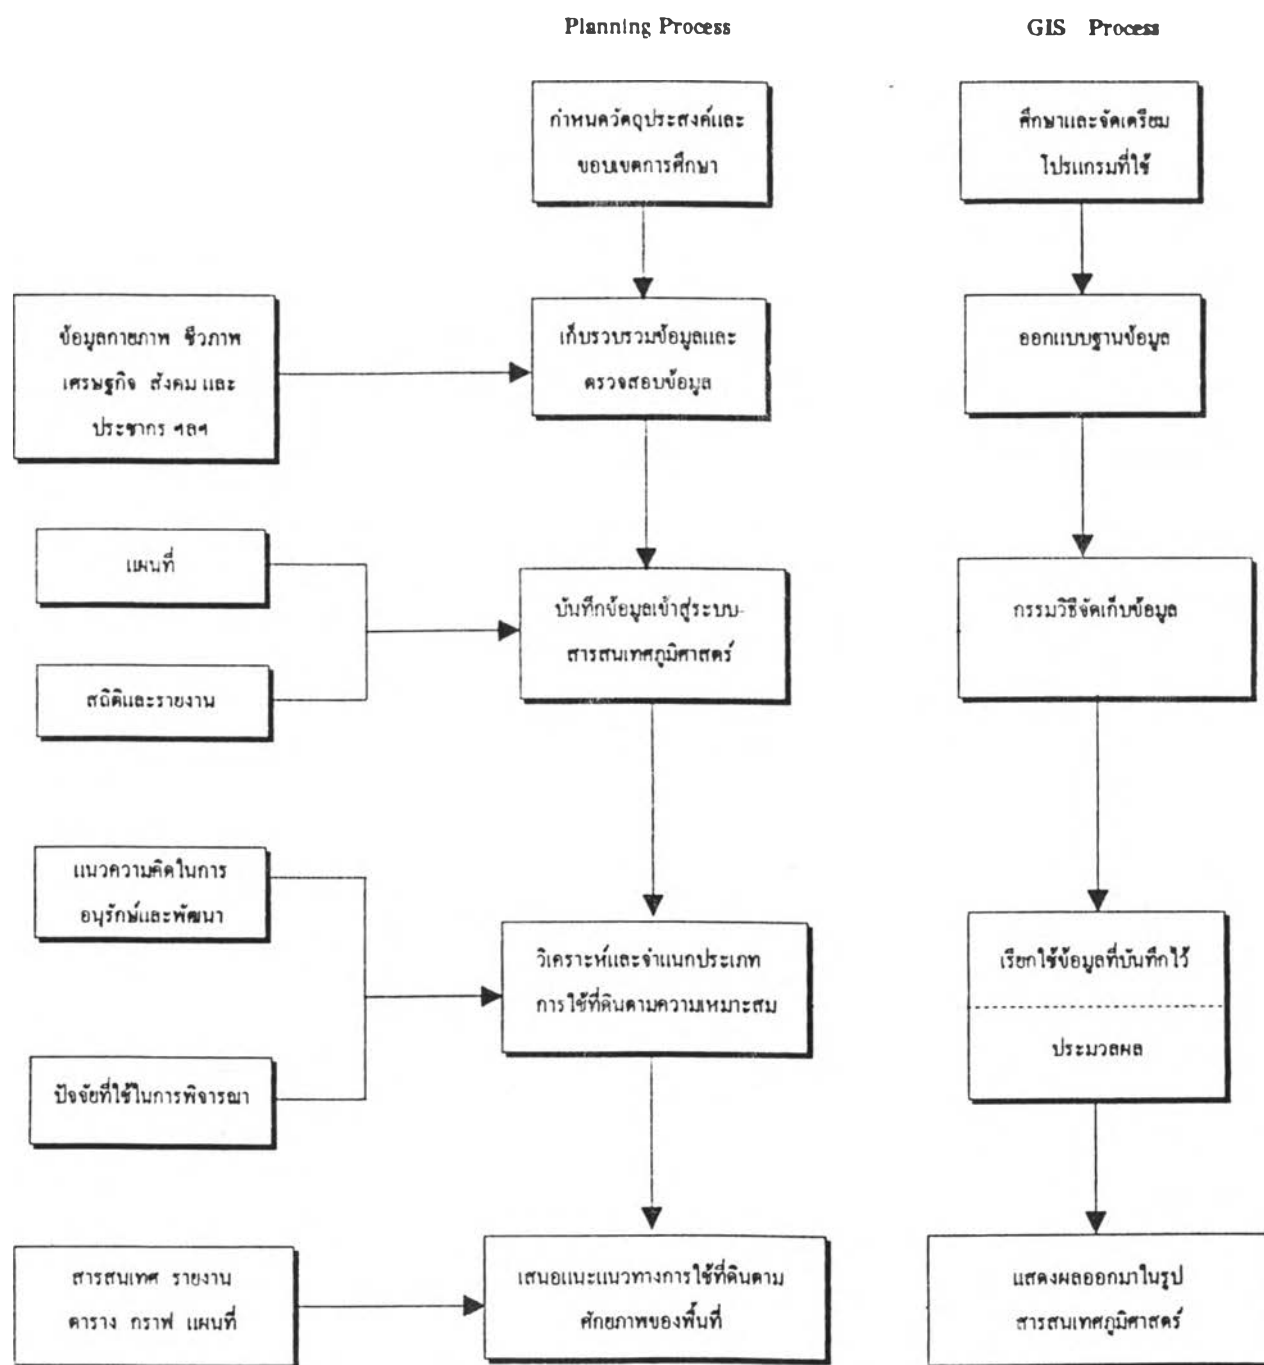 Planning Process
GIS Process
กำหนดวัตถุประสงค์และ
ขอบเขตการศึกษา
ศึกษาและจัดเตรียม
โปรแกรมที่ใช้
ข้อมูลกายภาพ ชีวภาพ
เศรษฐกิจ สังคม และ
ประชากร ฯลฯ
เก็บรวบรวมข้อมูลและ
ตรวจสอบข้อมูล
ออกแบบฐานข้อมูล
แผนที่
สถิติและรายงาน
บันทึกข้อมูลเข้าสู่ระบบ-
สารสนเทศภูมิศาสตร์
กรรมวิธีจัดเก็บข้อมูล
แนวความคิดในการ
อนุรักษ์และพัฒนา
ปัจจัยที่ใช้ในการพิจารณา
วิเคราะห์และจำแนกประเภท
การใช้ที่ดินตามความเหมาะสม
เรียกใช้ข้อมูลที่บันทึกไว้
ประมวลผล
สารสนเทศ รายงาน
ตาราง กราฟ แผนที่
เสนอแนะแนวทางการใช้ที่ดินตาม
ศักยภาพของพื้นที่
แสดงผลออกมาในรูป
สารสนเทศภูมิศาสตร์